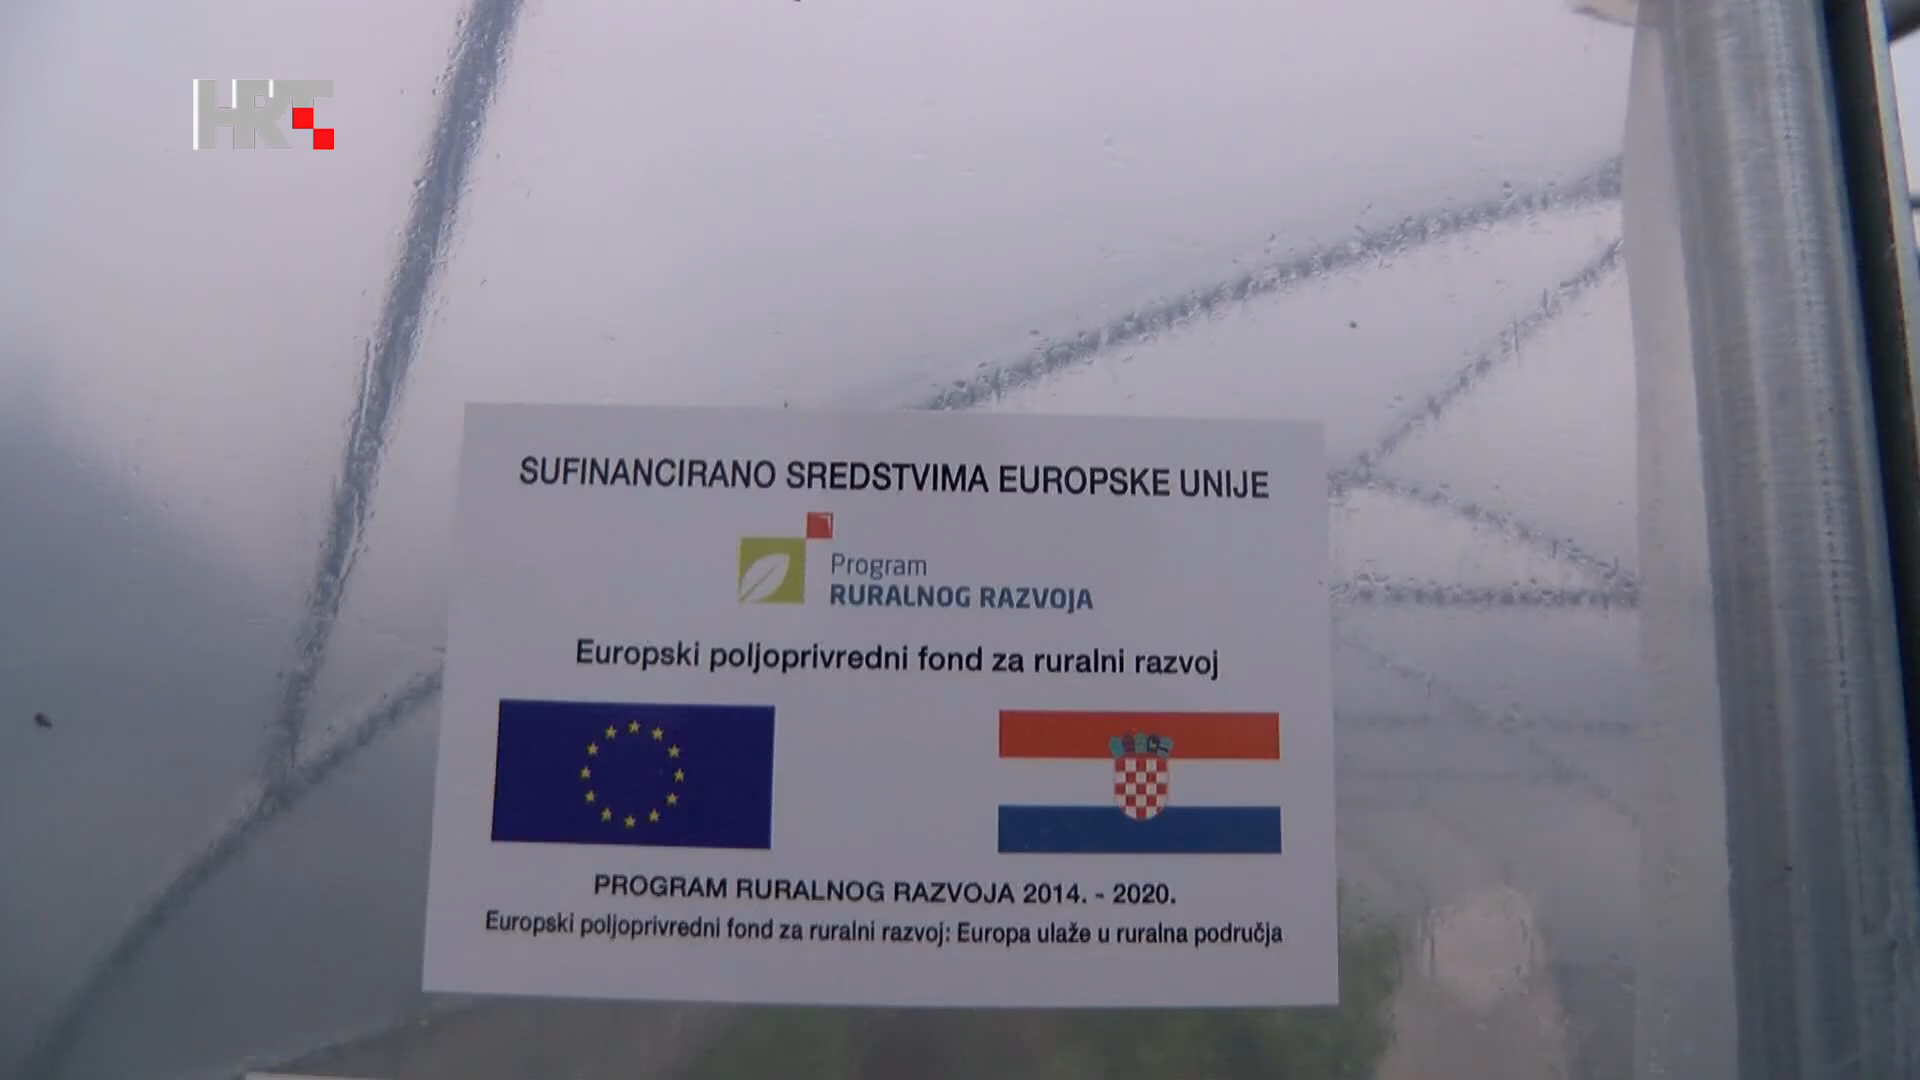 HRT
SUFINANCIRANO SREDSTVIMA EUROPSKE UNIJE
Program
RURALNOG RAZVOJA
Europski poljoprivredni fond za ruralni razvoj
PROGRAM RURALNOG RAZVOJA 2014. - 2020.
Europski poljoprivredni fond za ruralni razvoj: Europa ulaže u ruralna područja